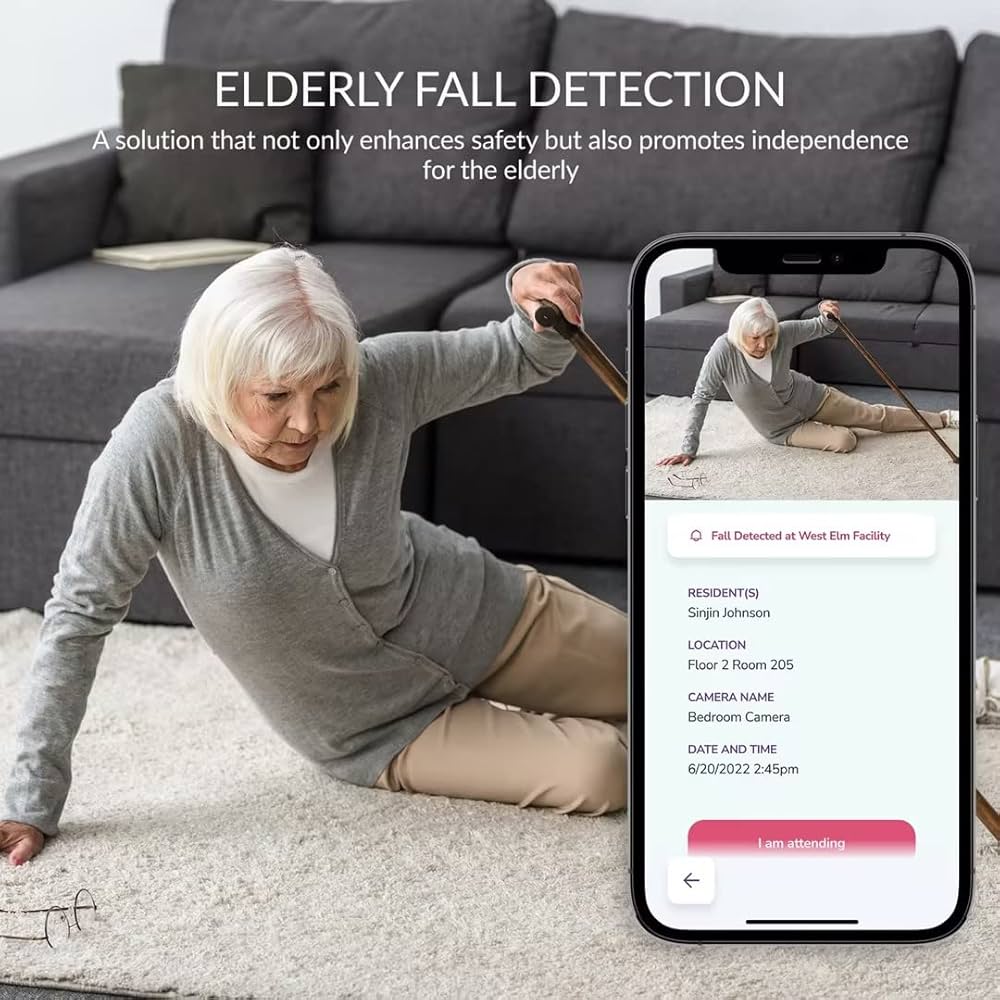 ELDERLY FALL DETECTION
A solution that not only enhances safety but also promotes independence
for the elderly
Fall Detected at West Elm Facility
RESIDENT(S)
Sinjin Johnson
LOCATION
Floor 2 Room 205
CAMERA NAME
Bedroom Camera
DATE AND TIME
6/20/2022 2:45pm
I am attending